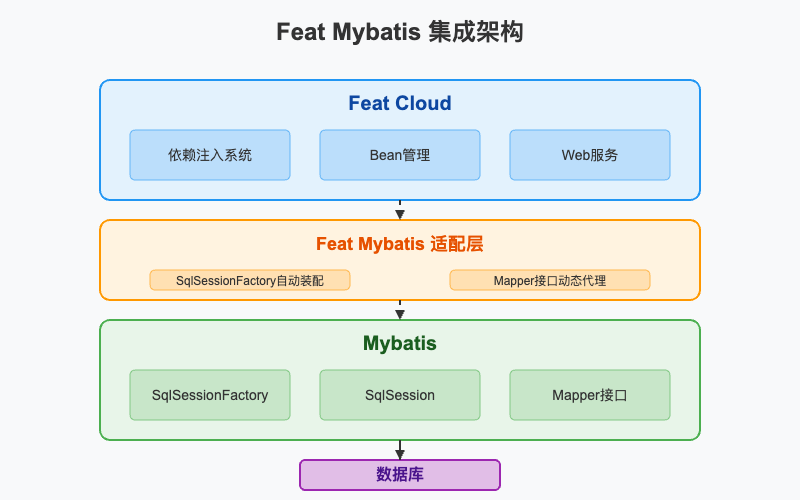 Feat Mybatis 集成架构
Feat Cloud
依赖注入系统
Bean管理
Web服务
Feat Mybatis 适配层
SqlSessionFactory自动装配
Mapper接口动态代理
Mybatis
SqlSessionFactory
SqlSession
Mapper接口
数据库